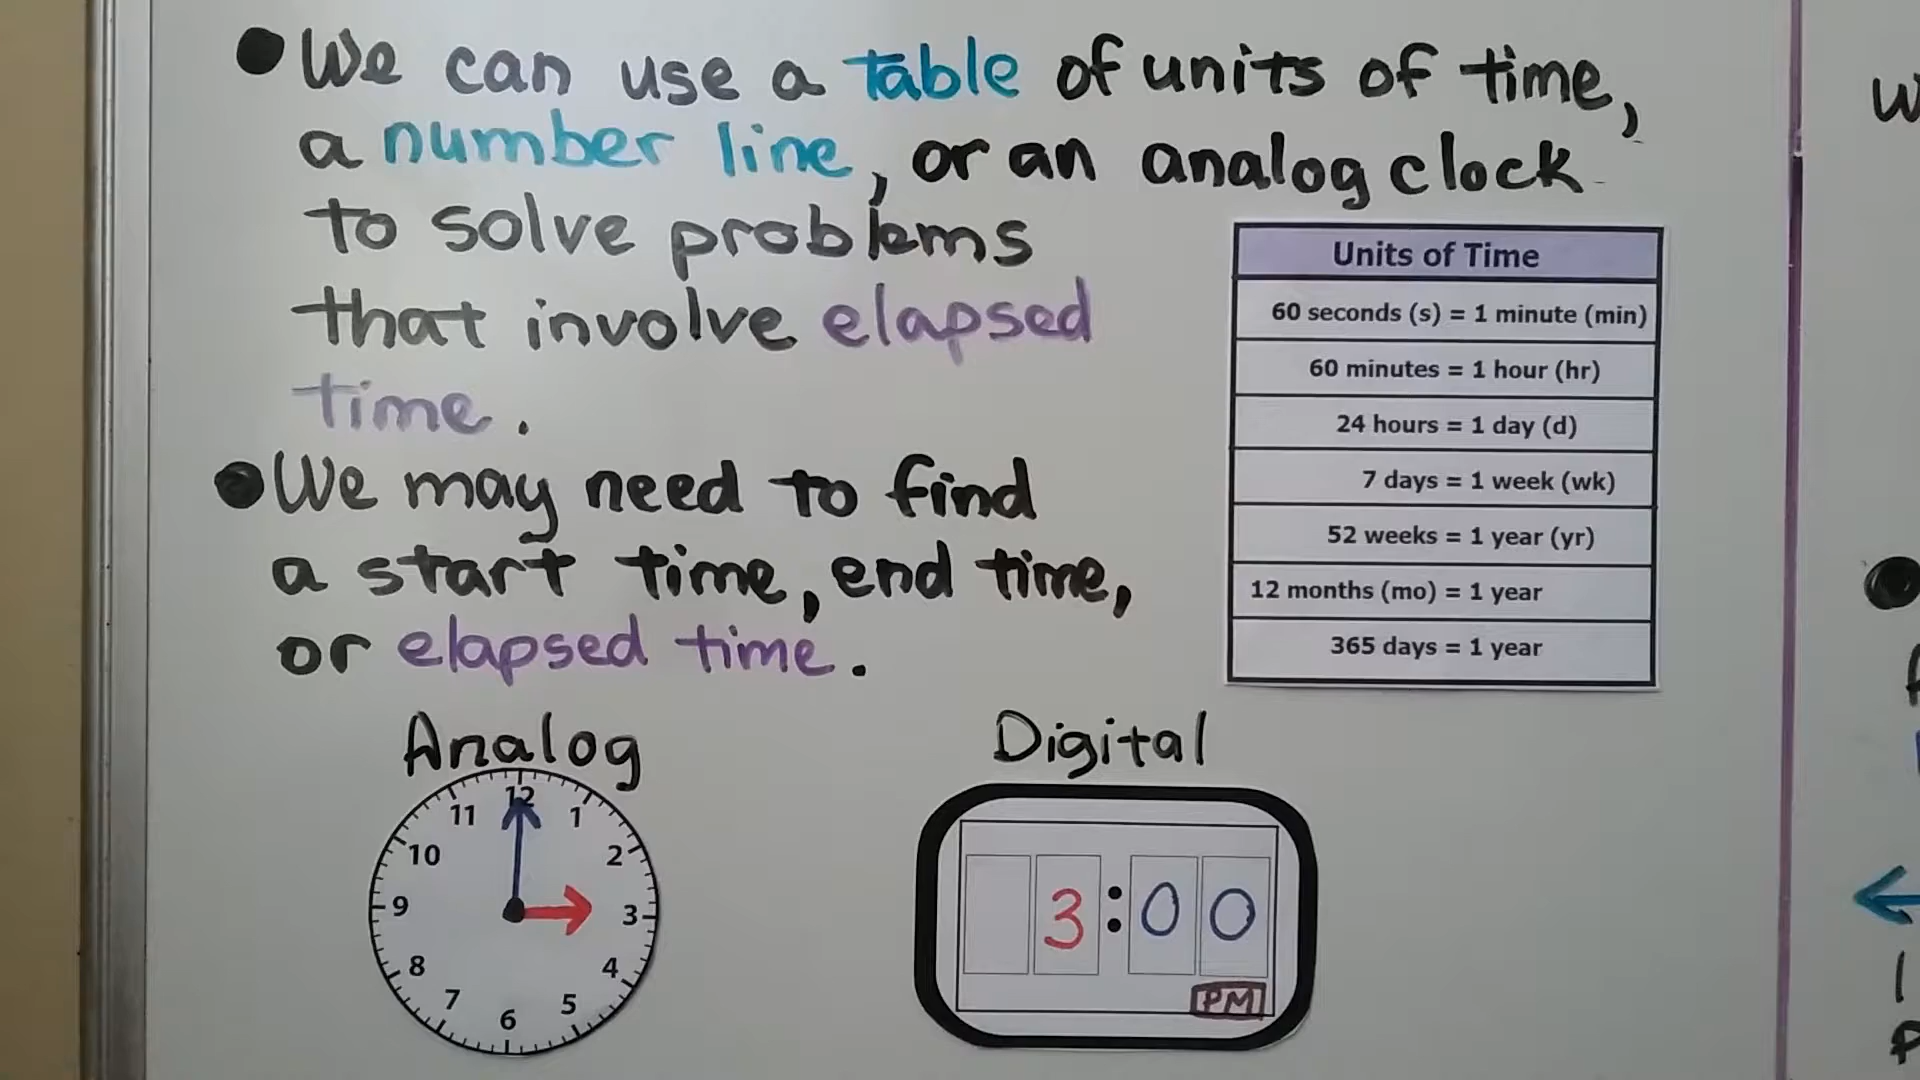 ●We can use a table of units of time,
a number line, or an analog clock
to solve problems
that involve elapsed
time.
●We may need to find
a start time, end time,
or elapsed time.
Units of Time
60 seconds (s) = 1 minute (min)
60 minutes = 1 hour (hr)
24 hours = 1 day (d)
7 days = 1 week (wk)
52 weeks = 1 year (yr)
12 months (mo) = 1 year
365 days = 1 year
Analog
12
11 1
10 2
9 3
8 4
7 5
6
Digital
3:00
PM